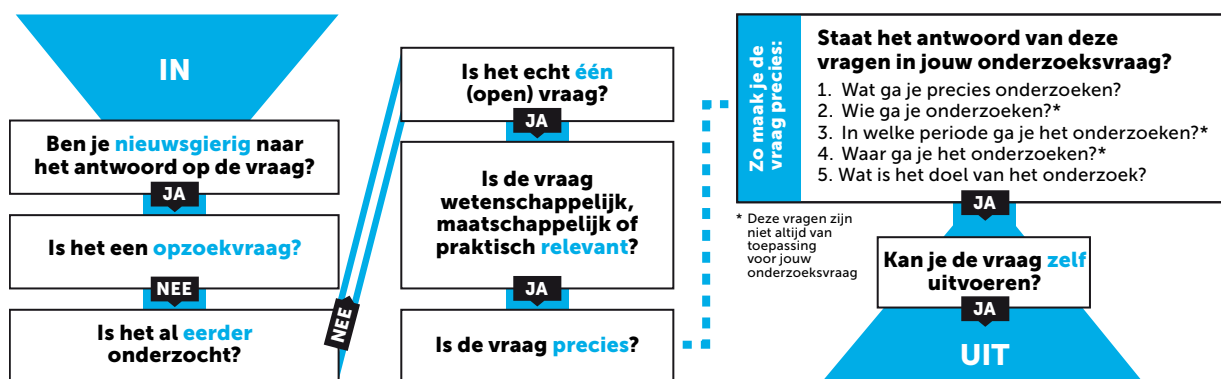 IN
Ben je nieuwsgierig naar
het antwoord op de vraag?
JA
Is het een opzoekvraag?
NEE
Is het al eerder
onderzocht?
NEE
Is het echt één
(open) vraag?
JA
Is de vraag
wetenschappelijk,
maatschappelijk of
praktisch relevant?
JA
Is de vraag precies?
Zo maak je de
vraag precies:
Staat het antwoord van deze
vragen in jouw onderzoeksvraag?
1. Wat ga je precies onderzoeken?
2. Wie ga je onderzoeken?*
3. In welke periode ga je het onderzoeken?*
4. Waar ga je het onderzoeken?*
5. Wat is het doel van het onderzoek?
JA
* Deze vragen zijn
niet altijd van
toepassing
voor jouw
onderzoeksvraag
Kan je de vraag zelf
uitvoeren?
JA
UIT